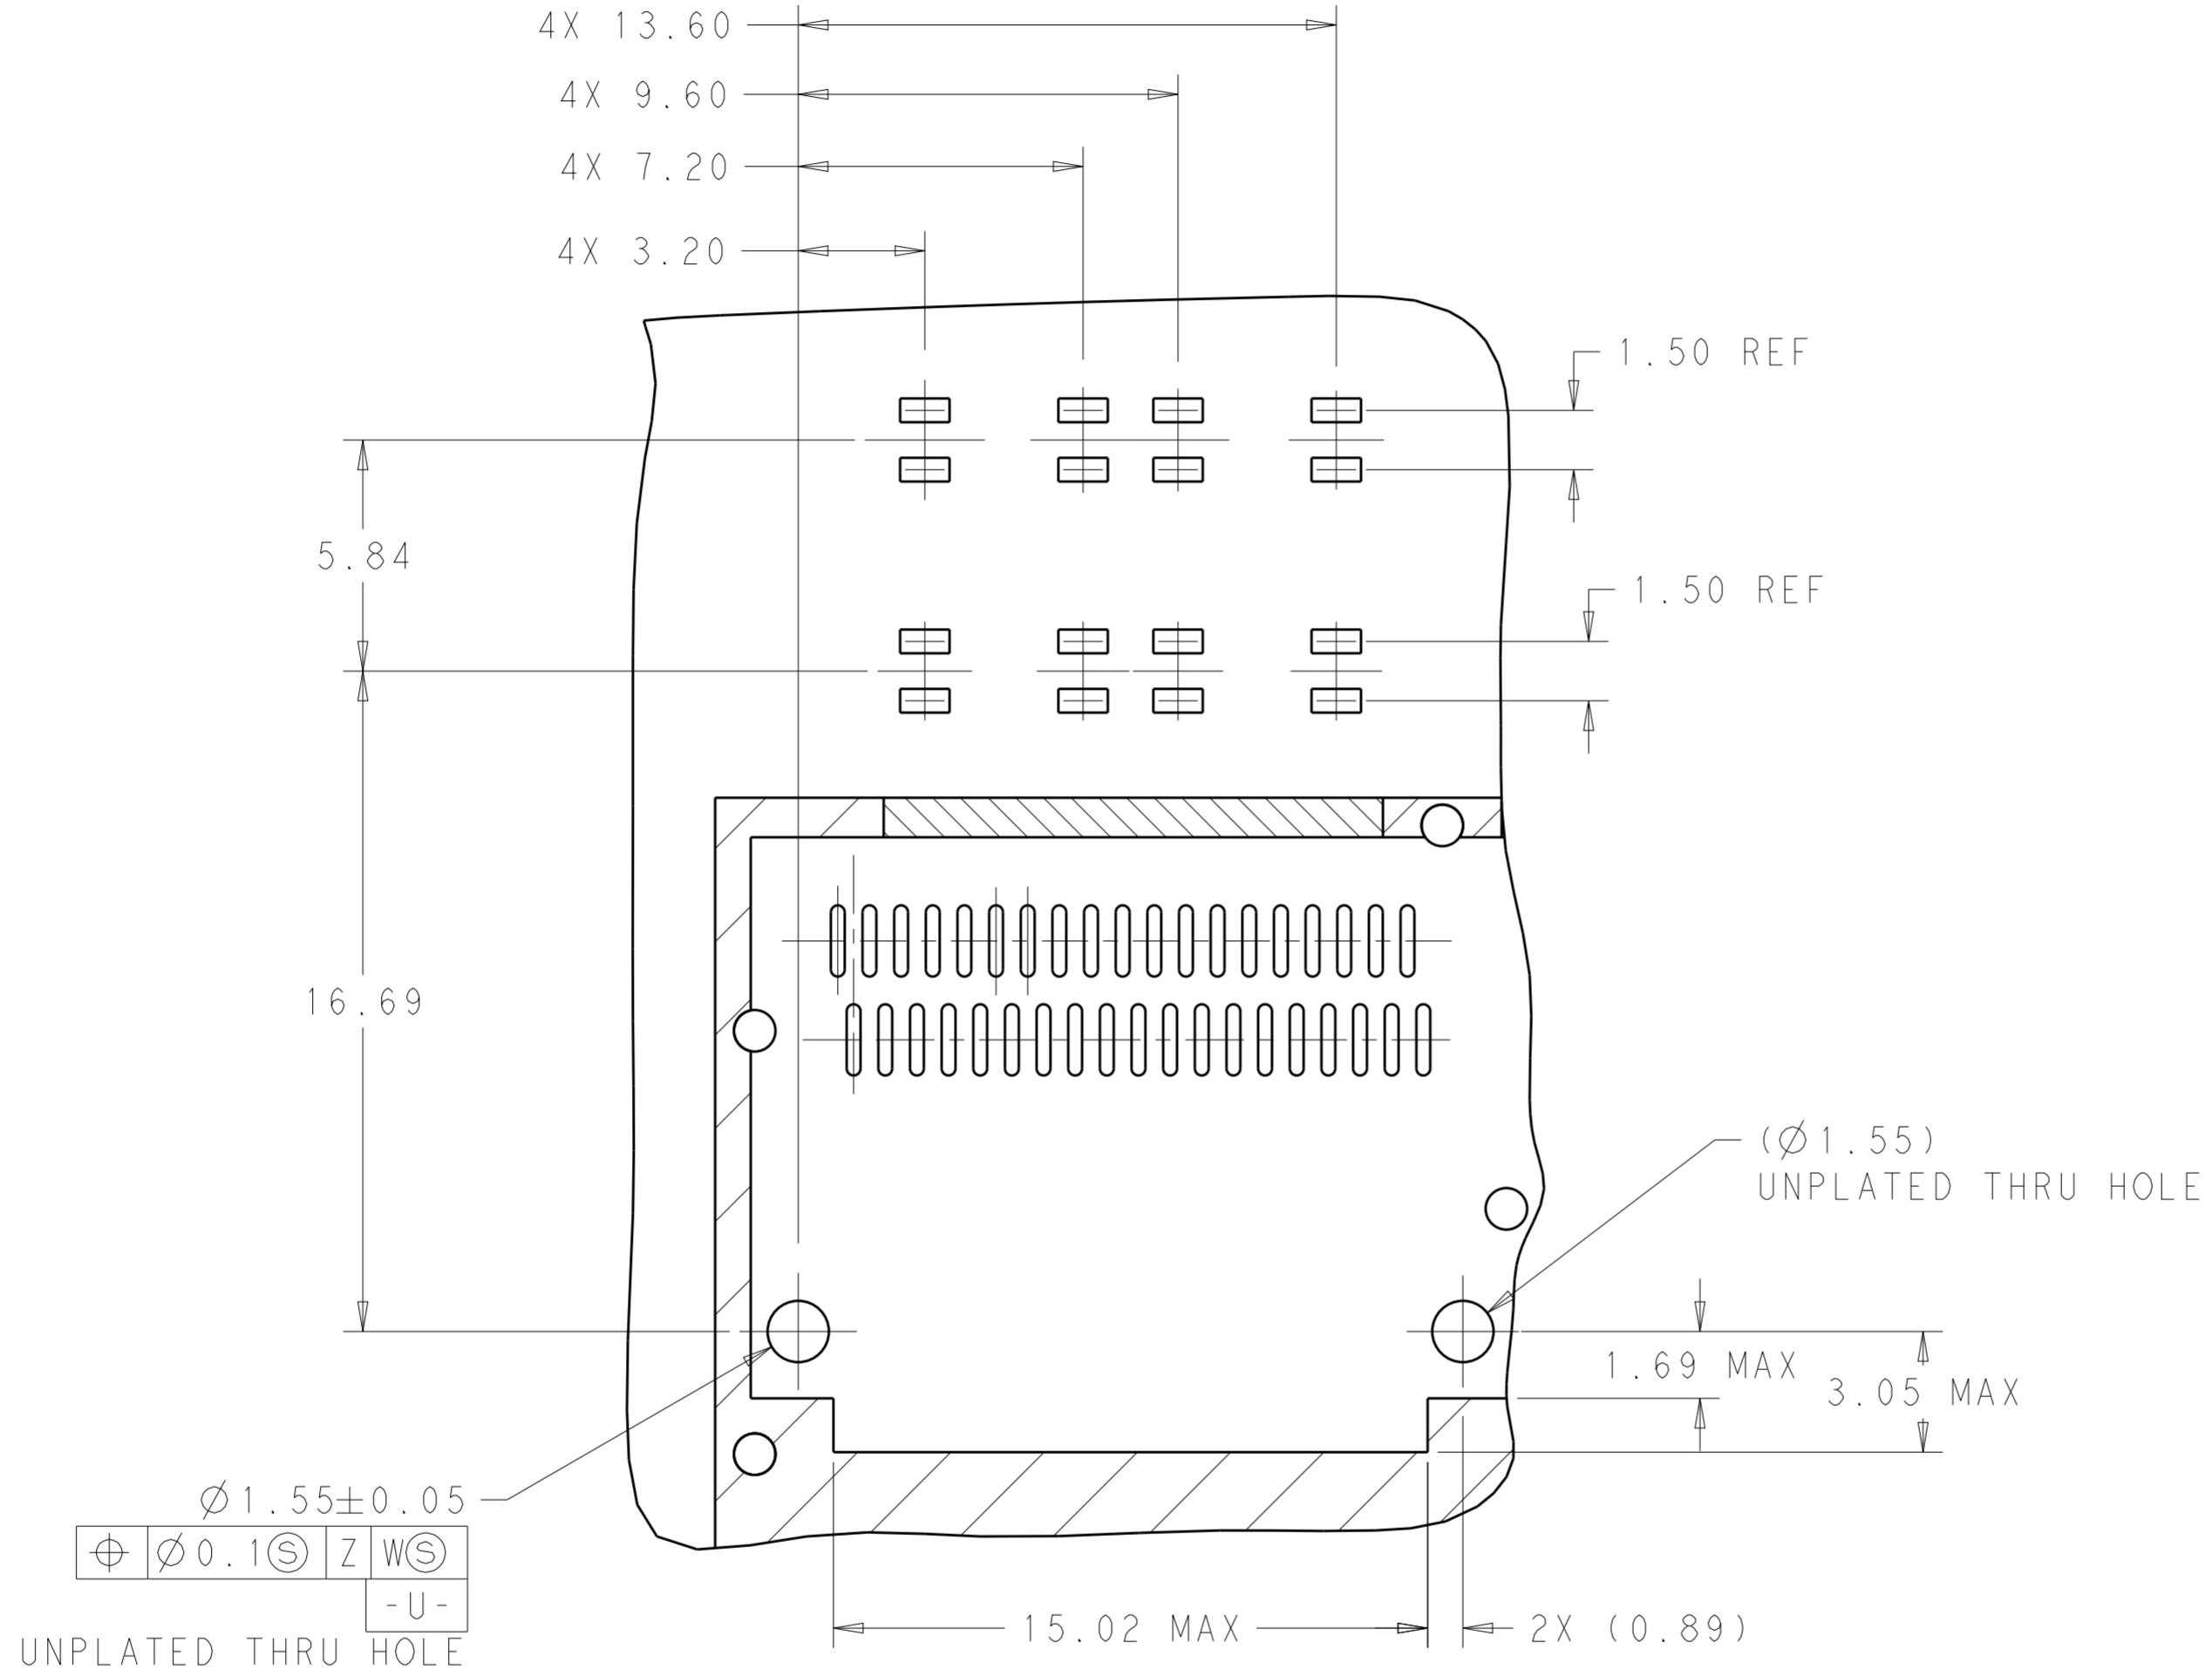 4X 13.60
4X 9.60
4X 7.20
4X 3.20
1.50 REF
5.84
1.50 REF
16.69
(Ø1.55)
UNPLATED THRU HOLE
1.69 MAX
3.05 MAX
Ø1.55±0.05
⌖ Ø0.1Ⓢ Z WⓈ
-U-
UNPLATED THRU HOLE
15.02 MAX
2X (0.89)